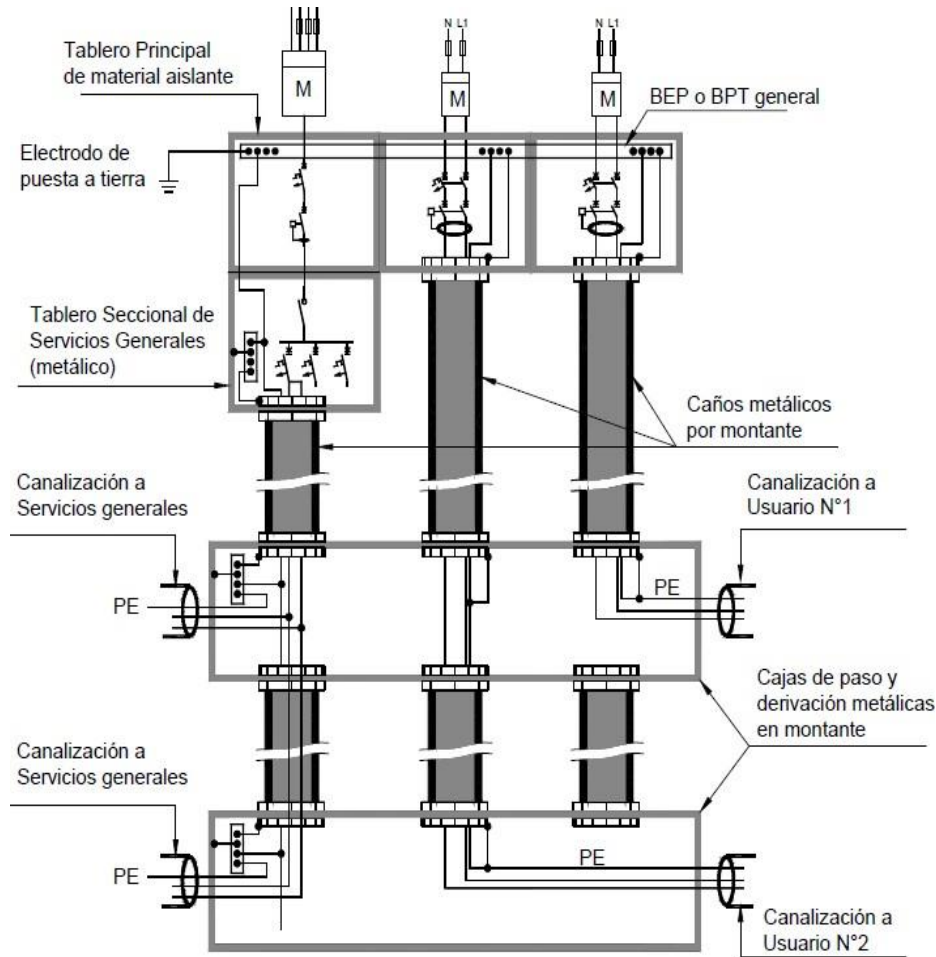 N L1
N L1
Tablero Principal
de material aislante
M
M
M
BEP o BPT general
Electrodo de
puesta a tierra
Tablero Seccional de
Servicios Generales
(metálico)
Caños metálicos
por montante
Canalización a
Servicios generales
Canalización a
Usuario N°1
PE
PE
Cajas de paso y
derivación metálicas
en montante
Canalización a
Servicios generales
PE
PE
Canalización a
Usuario N°2